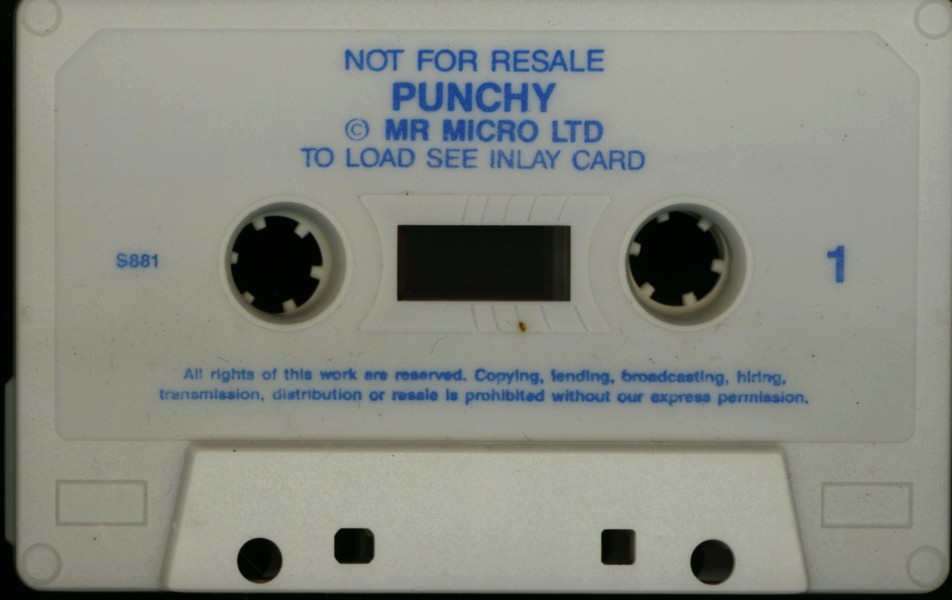 NOT FOR RESALE
PUNCHY
© MR MICRO LTD
TO LOAD SEE INLAY CARD
S881
1
All rights of this work are reserved. Copying, lending, broadcasting, hiring,
transmission, distribution or resale is prohibited without our express permission.